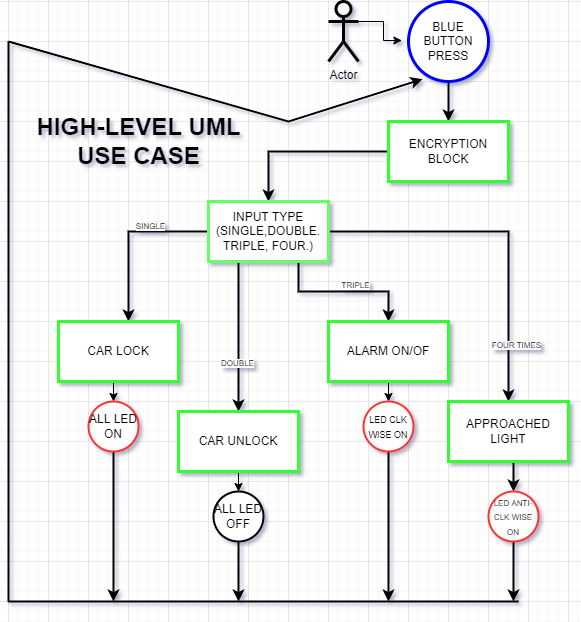 Actor
BLUE
BUTTON
PRESS
HIGH-LEVEL UML
USE CASE
ENCRYPTION
BLOCK
INPUT TYPE
(SINGLE,DOUBLE.
TRIPLE, FOUR.)
SINGLE
TRIPLE
FOUR TIMES
DOUBLE
CAR LOCK
ALARM ON/OF
ALL LED
ON
LED CLK
WISE ON
APPROACHED
LIGHT
CAR UNLOCK
ALL LED
OFF
LED ANTI-
CLK WISE
ON